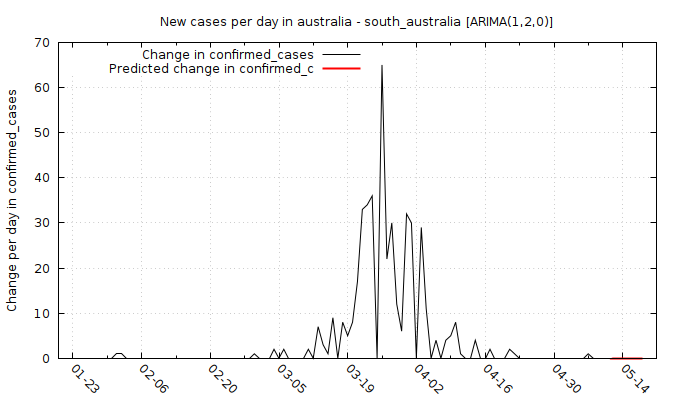 New cases per day in australia - south_australia [ARIMA(1,2,0)]
Change in confirmed_cases
Predicted change in confirmed_c
Change per day in confirmed_cases
70
60
50
40
30
20
10
0
01-23 02-06 02-20 03-05 03-19 04-02 04-16 04-30 05-14